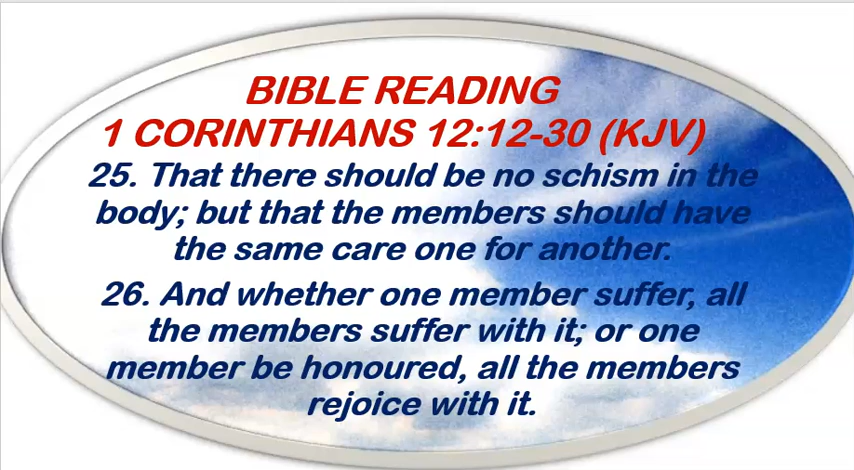 BIBLE READING
1 CORINTHIANS 12:12-30 (KJV)
25. That there should be no schism in the
body; but that the members should have
the same care one for another.
26. And whether one member suffer, all
the members suffer with it; or one
member be honoured, all the members
rejoice with it.